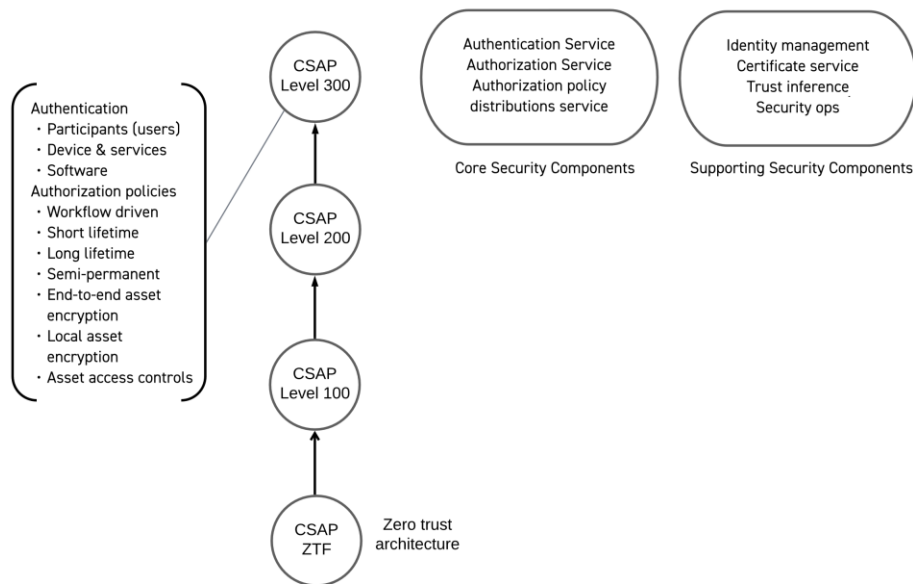 CSAP
Level 300
Authentication
· Participants (users)
· Device & services
· Software
Authorization policies
· Workflow driven
· Short lifetime
· Long lifetime
· Semi-permanent
· End-to-end asset
encryption
· Local asset
encryption
· Asset access controls
CSAP
Level 200
CSAP
Level 100
CSAP
ZTF
Zero trust
architecture
Authentication Service
Authorization Service
Authorization policy
distributions service
Core Security Components
Identity management
Certificate service
Trust inference
Security ops
Supporting Security Components